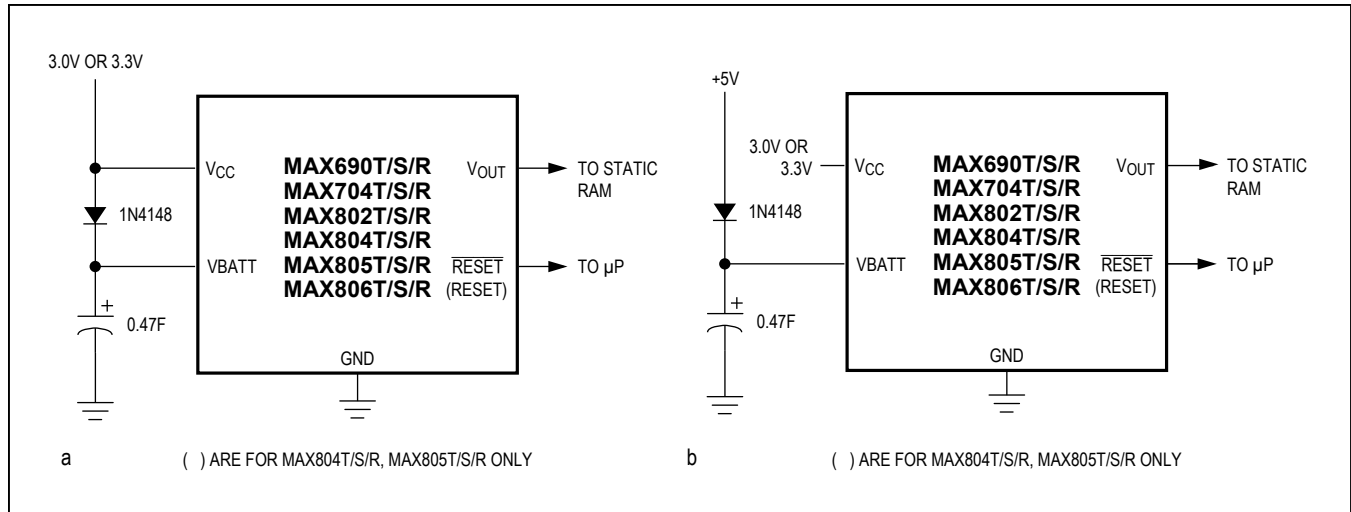 3.0V OR 3.3V
VCC
1N4148
VBATT
0.47F
+
MAX690T/S/R
MAX704T/S/R
MAX802T/S/R
MAX804T/S/R
MAX805T/S/R
MAX806T/S/R
VOUT
TO STATIC
RAM
RESET
(RESET)
TO µP
GND
a
( ) ARE FOR MAX804T/S/R, MAX805T/S/R ONLY
+5V
3.0V OR
3.3V
VCC
1N4148
VBATT
0.47F
+
MAX690T/S/R
MAX704T/S/R
MAX802T/S/R
MAX804T/S/R
MAX805T/S/R
MAX806T/S/R
VOUT
TO STATIC
RAM
RESET
(RESET)
TO µP
GND
b
( ) ARE FOR MAX804T/S/R, MAX805T/S/R ONLY